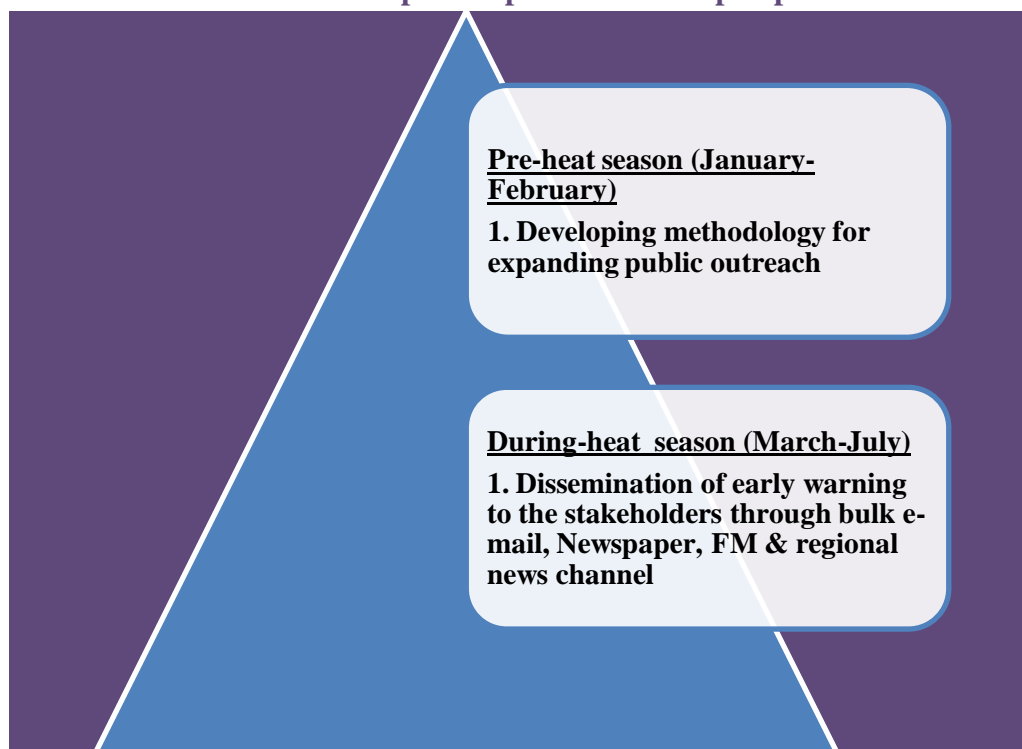 Pre-heat season (January-
February)
1. Developing methodology for
expanding public outreach
During-heat season (March-July)
1. Dissemination of early warning
to the stakeholders through bulk e-
mail, Newspaper, FM & regional
news channel